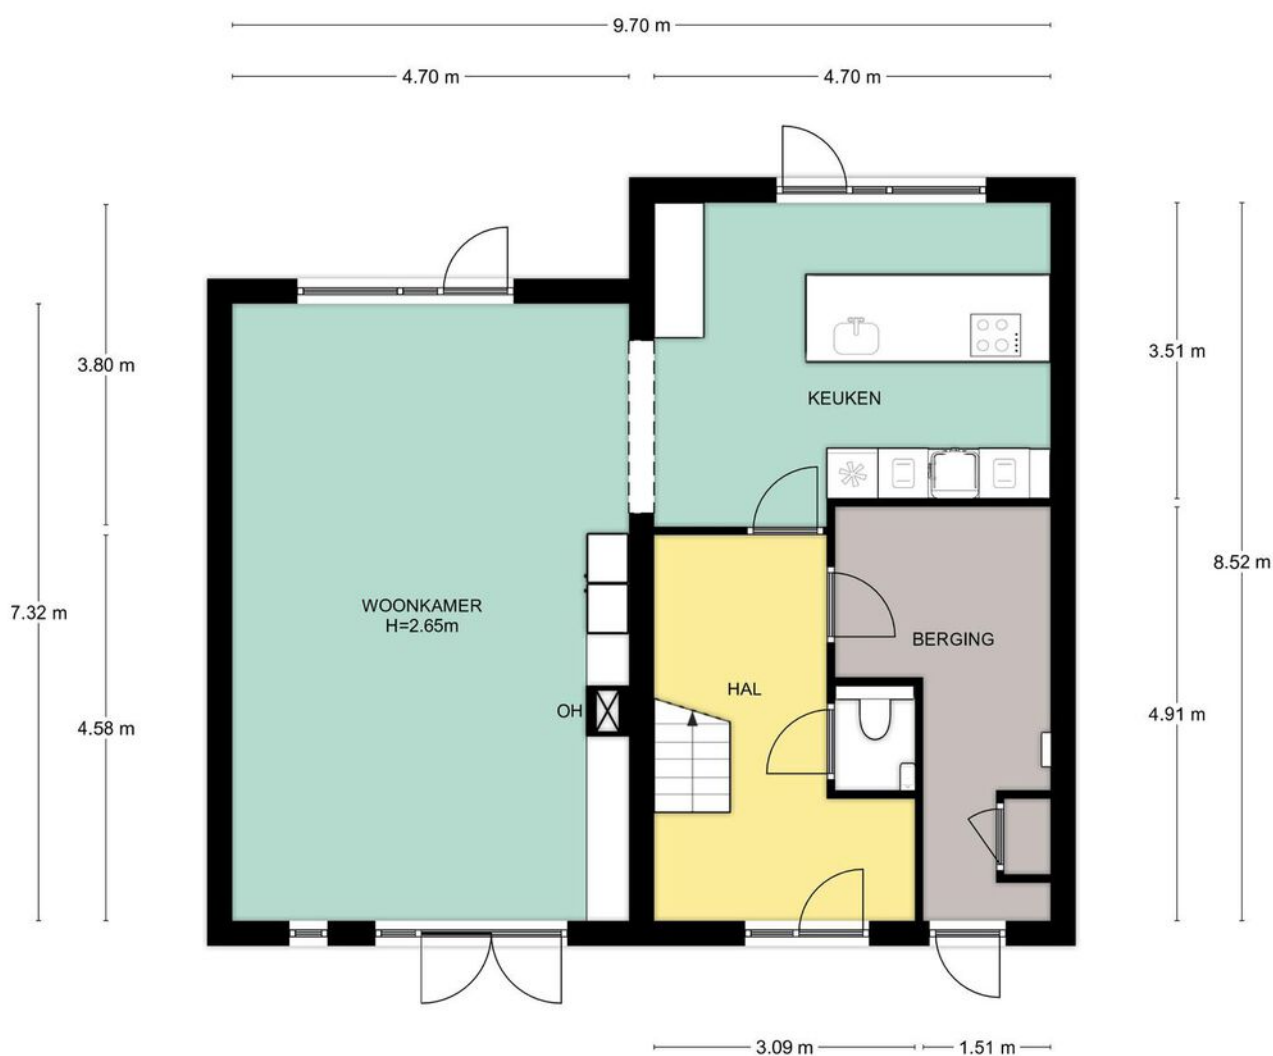 9.70 m
4.70 m
4.70 m
3.80 m
3.51 m
KEUKEN
8.52 m
7.32 m
WOONKAMER
H=2.65m
BERGING
HAL
OH
4.58 m
4.91 m
3.09 m
1.51 m